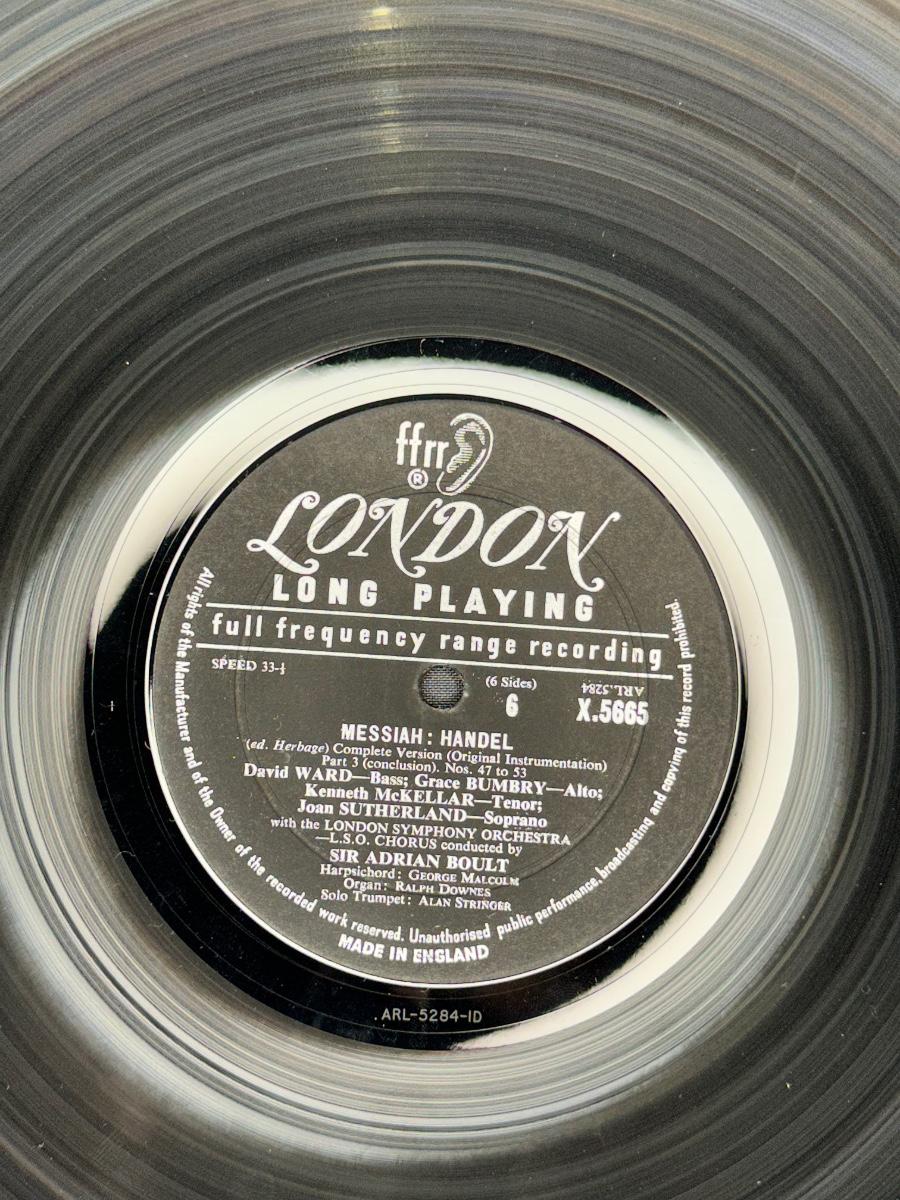 ffrr
®
LONDON
LONG PLAYING
full frequency range recording
SPEED 33-⅓
(6 Sides)
6
ARL.5284
X.5665
MESSIAH : HANDEL
(ed. Herbage) Complete Version (Original Instrumentation)
Part 3 (conclusion). Nos. 47 to 53
David WARD—Bass; Grace BUMBRY—Alto;
Kenneth McKELLAR—Tenor;
Joan SUTHERLAND—Soprano
with the LONDON SYMPHONY ORCHESTRA
—L.S.O. CHORUS conducted by
SIR ADRIAN BOULT
Harpsichord: GEORGE MALCOLM
Organ: RALPH DOWNES
Solo Trumpet: ALAN STRINGER
All rights of the Manufacturer and of the Owner of the recorded work reserved. Unauthorised public performance, broadcasting and copying of this record prohibited.
MADE IN ENGLAND
ARL-5284-1D